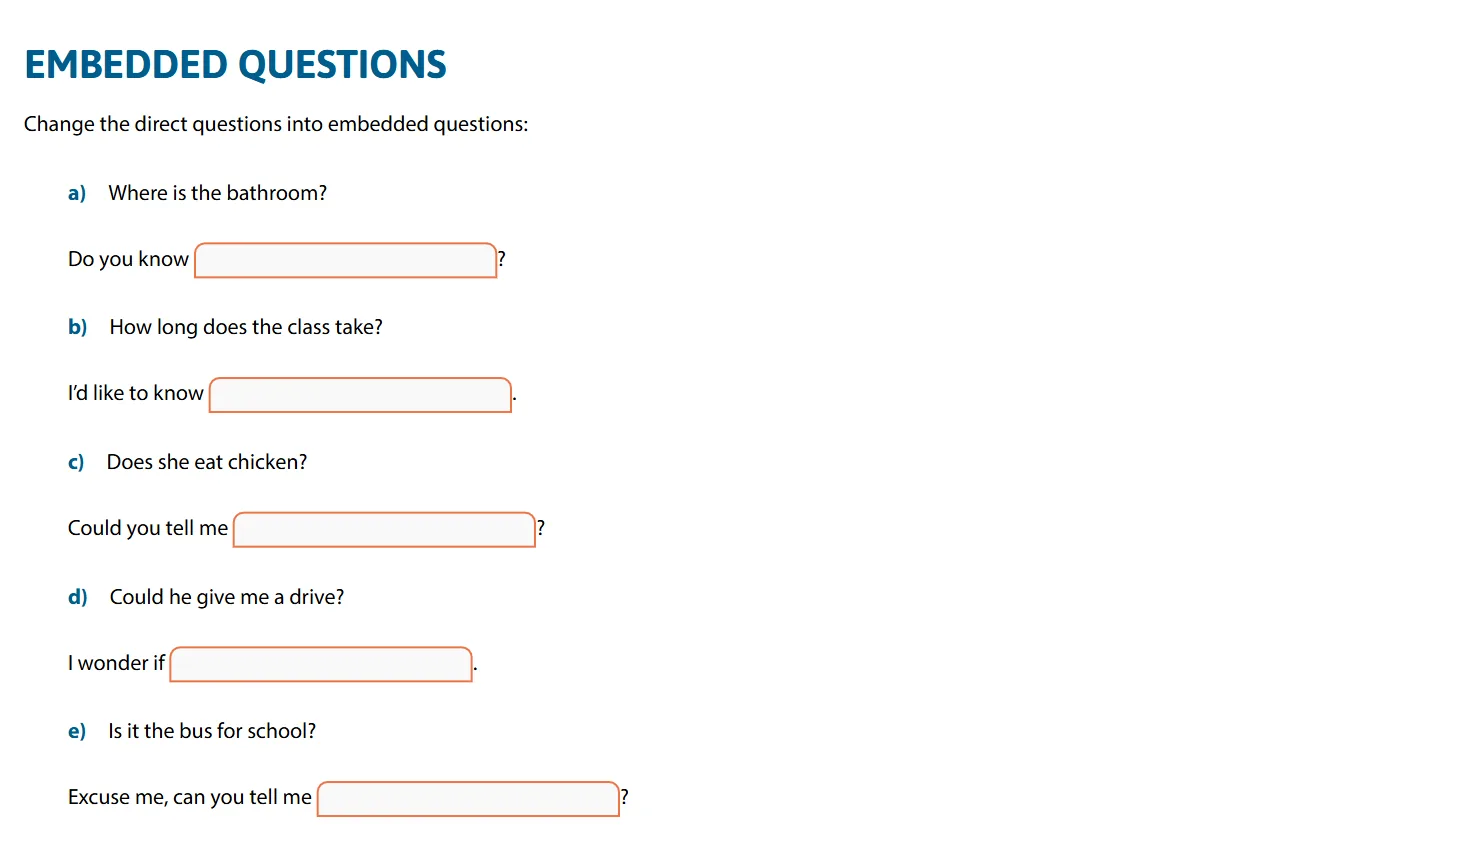 EMBEDDED QUESTIONS
Change the direct questions into embedded questions:
a) Where is the bathroom?
Do you know ?
b) How long does the class take?
I’d like to know .
c) Does she eat chicken?
Could you tell me ?
d) Could he give me a drive?
I wonder if .
e) Is it the bus for school?
Excuse me, can you tell me ?